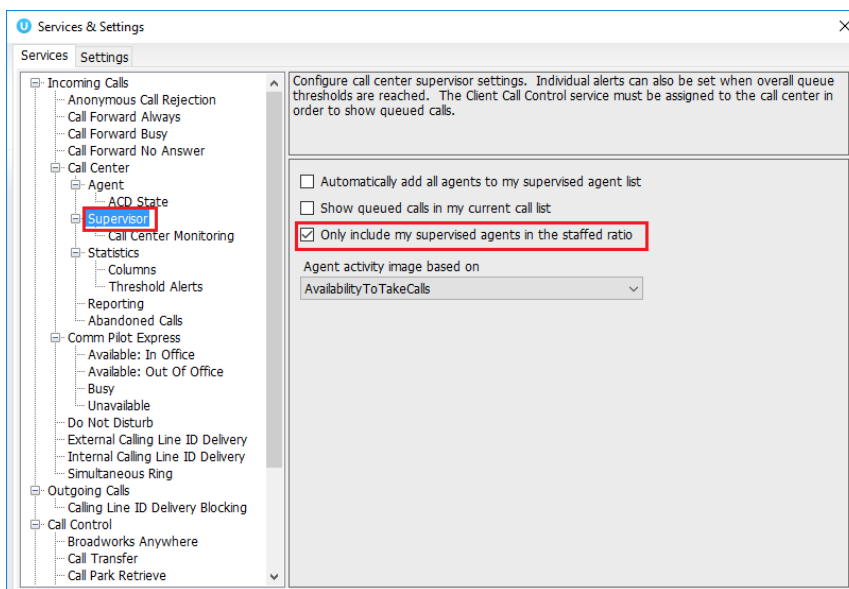 Services & Settings
Services Settings
Incoming Calls
Anonymous Call Rejection
Call Forward Always
Call Forward Busy
Call Forward No Answer
Call Center
Agent
ACD State
Supervisor
Call Center Monitoring
Statistics
Columns
Threshold Alerts
Reporting
Abandoned Calls
Comm Pilot Express
Available: In Office
Available: Out Of Office
Busy
Unavailable
Do Not Disturb
External Calling Line ID Delivery
Internal Calling Line ID Delivery
Simultaneous Ring
Outgoing Calls
Calling Line ID Delivery Blocking
Call Control
Broadworks Anywhere
Call Transfer
Call Park Retrieve
Configure call center supervisor settings. Individual alerts can also be set when overall queue
thresholds are reached. The Client Call Control service must be assigned to the call center in
order to show queued calls.
Automatically add all agents to my supervised agent list
Show queued calls in my current call list
Only include my supervised agents in the staffed ratio
Agent activity image based on
AvailabilityToTakeCalls